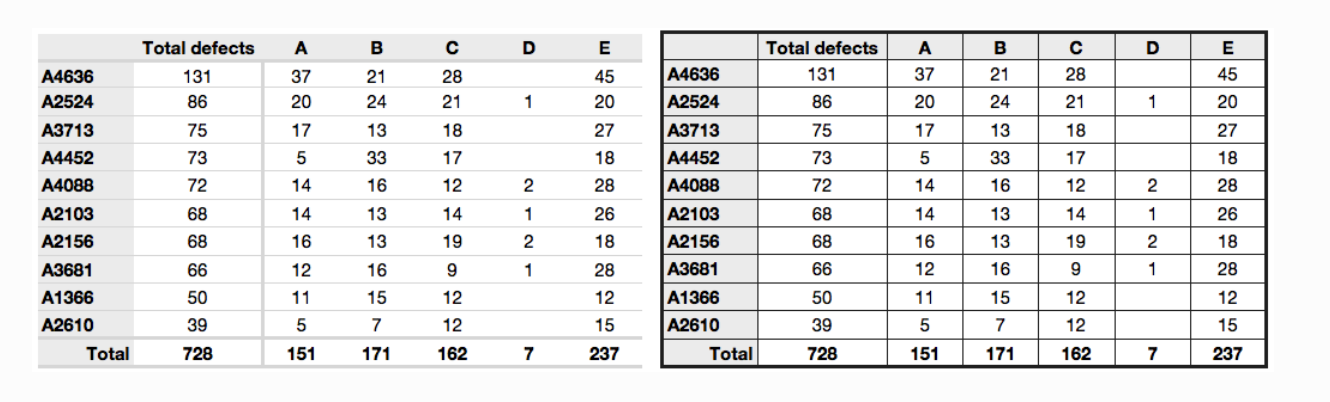 Total defects A B C D E
A4636 131 37 21 28 45
A2524 86 20 24 21 1 20
A3713 75 17 13 18 27
A4452 73 5 33 17 18
A4088 72 14 16 12 2 28
A2103 68 14 13 14 1 26
A2156 68 16 13 19 2 18
A3681 66 12 16 9 1 28
A1366 50 11 15 12 12
A2610 39 5 7 12 15
Total 728 151 171 162 7 237
Total defects A B C D E
A4636 131 37 21 28 45
A2524 86 20 24 21 1 20
A3713 75 17 13 18 27
A4452 73 5 33 17 18
A4088 72 14 16 12 2 28
A2103 68 14 13 14 1 26
A2156 68 16 13 19 2 18
A3681 66 12 16 9 1 28
A1366 50 11 15 12 12
A2610 39 5 7 12 15
Total 728 151 171 162 7 237